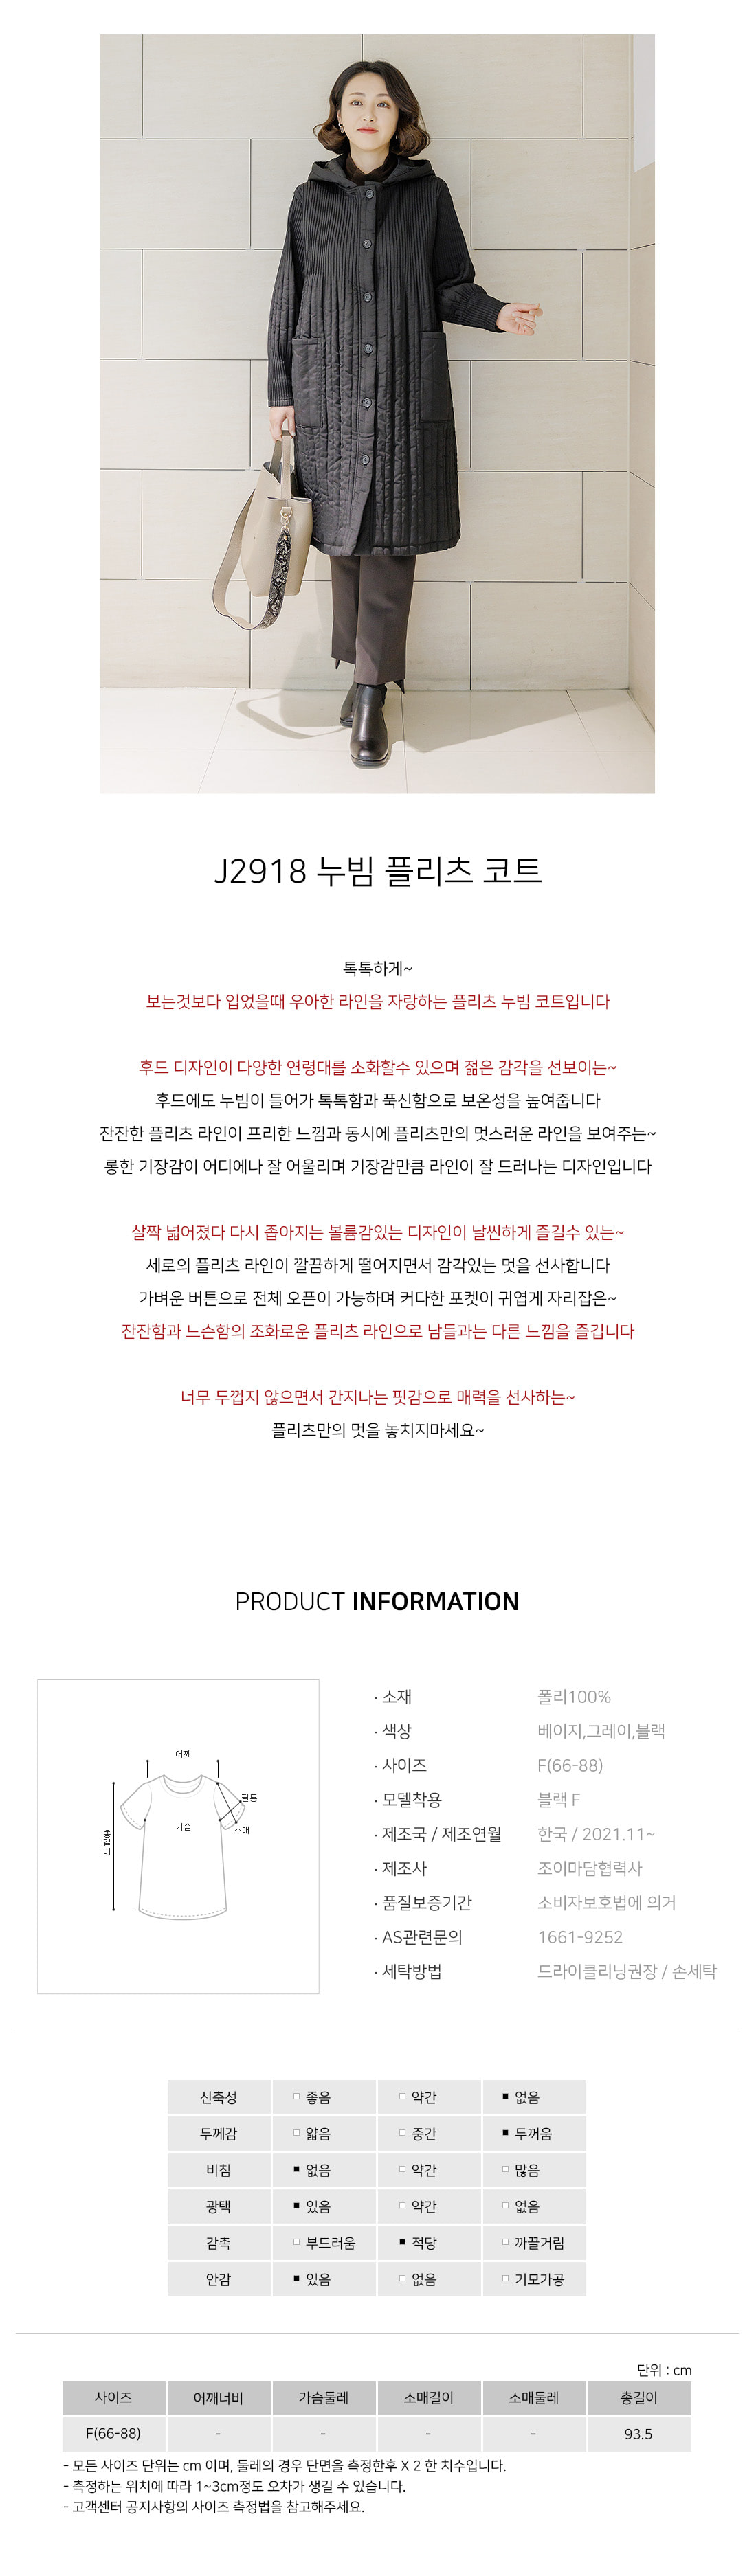 J2918 누빔 플리츠 코트
톡톡하게~
보는것보다 입었을때 우아한 라인을 자랑하는 플리츠 누빔 코트입니다
후드 디자인이 다양한 연령대를 소화할수 있으며 젊은 감각을 선보이는~
후드에도 누빔이 들어가 톡톡함과 푹신함으로 보온성을 높여줍니다
잔잔한 플리츠 라인이 프리한 느낌과 동시에 플리츠만의 멋스러운 라인을 보여주는~
롱한 기장감이 어디에나 잘 어울리며 기장감만큼 라인이 잘 드러나는 디자인입니다
살짝 넓어졌다 다시 좁아지는 볼륨감있는 디자인이 날씬하게 즐길수 있는~
세로의 플리츠 라인이 깔끔하게 떨어지면서 감각있는 멋을 선사합니다
가벼운 버튼으로 전체 오픈이 가능하며 커다한 포켓이 귀엽게 자리잡은~
잔잔함과 느슨함의 조화로운 플리츠 라인으로 남들과는 다른 느낌을 즐깁니다
너무 두껍지 않으면서 간지나는 핏감으로 매력을 선사하는~
플리츠만의 멋을 놓치지마세요~
PRODUCT INFORMATION
어깨
팔통
가슴
소매
총길이
· 소재 폴리100%
· 색상 베이지,그레이,블랙
· 사이즈 F(66-88)
· 모델착용 블랙 F
· 제조국 / 제조연월 한국 / 2021.11~
· 제조사 조이마담협력사
· 품질보증기간 소비자보호법에 의거
· AS관련문의 1661-9252
· 세탁방법 드라이클리닝권장 / 손세탁
신축성 □ 좋음 □ 약간 ■ 없음
두께감 □ 얇음 □ 중간 ■ 두꺼움
비침 ■ 없음 □ 약간 □ 많음
광택 ■ 있음 □ 약간 □ 없음
감촉 □ 부드러움 ■ 적당 □ 까끌거림
안감 ■ 있음 □ 없음 □ 기모가공
단위 : cm
사이즈 어깨너비 가슴둘레 소매길이 소매둘레 총길이
F(66-88) - - - - 93.5
- 모든 사이즈 단위는 cm 이며, 둘레의 경우 단면을 측정한후 X 2 한 치수입니다.
- 측정하는 위치에 따라 1~3cm정도 오차가 생길 수 있습니다.
- 고객센터 공지사항의 사이즈 측정법을 참고해주세요.